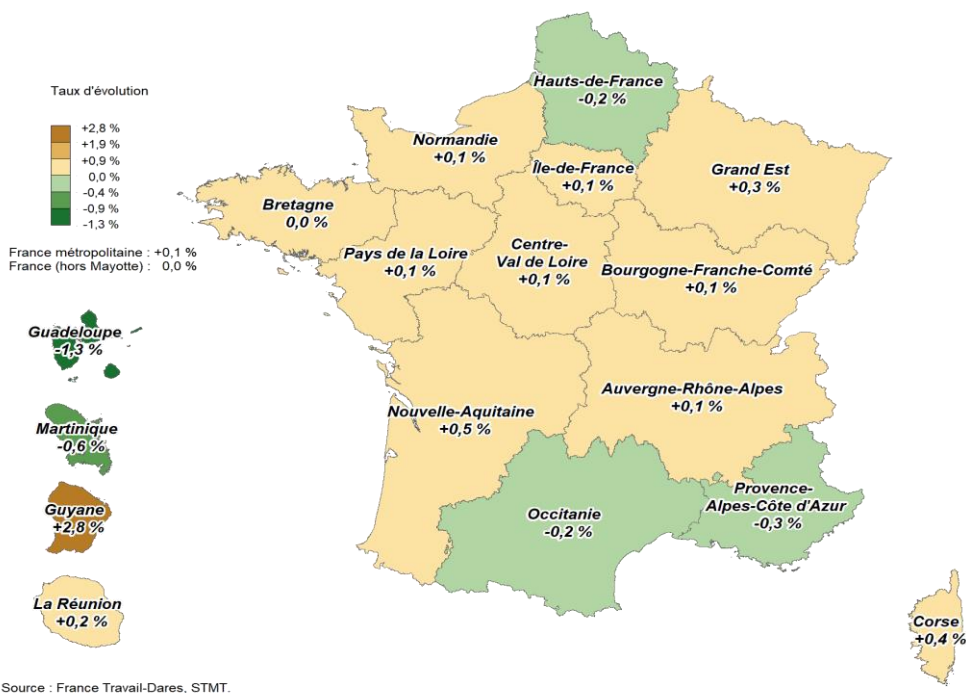 Taux d'évolution
+2,8 %
+1,9 %
+0,9 %
0,0 %
-0,4 %
-0,9 %
-1,3 %
France métropolitaine : +0,1 %
France (hors Mayotte) : 0,0 %
Hauts-de-France
-0,2 %
Normandie
+0,1 %
Île-de-France
+0,1 %
Grand Est
+0,3 %
Bretagne
0,0 %
Pays de la Loire
+0,1 %
Centre-
Val de Loire
+0,1 %
Bourgogne-Franche-Comté
+0,1 %
Nouvelle-Aquitaine
+0,5 %
Auvergne-Rhône-Alpes
+0,1 %
Occitanie
-0,2 %
Provence-
Alpes-Côte d'Azur
-0,3 %
Corse
+0,4 %
Guadeloupe
-1,3 %
Martinique
-0,6 %
Guyane
+2,8 %
La Réunion
+0,2 %
Source : France Travail-Dares, STMT.